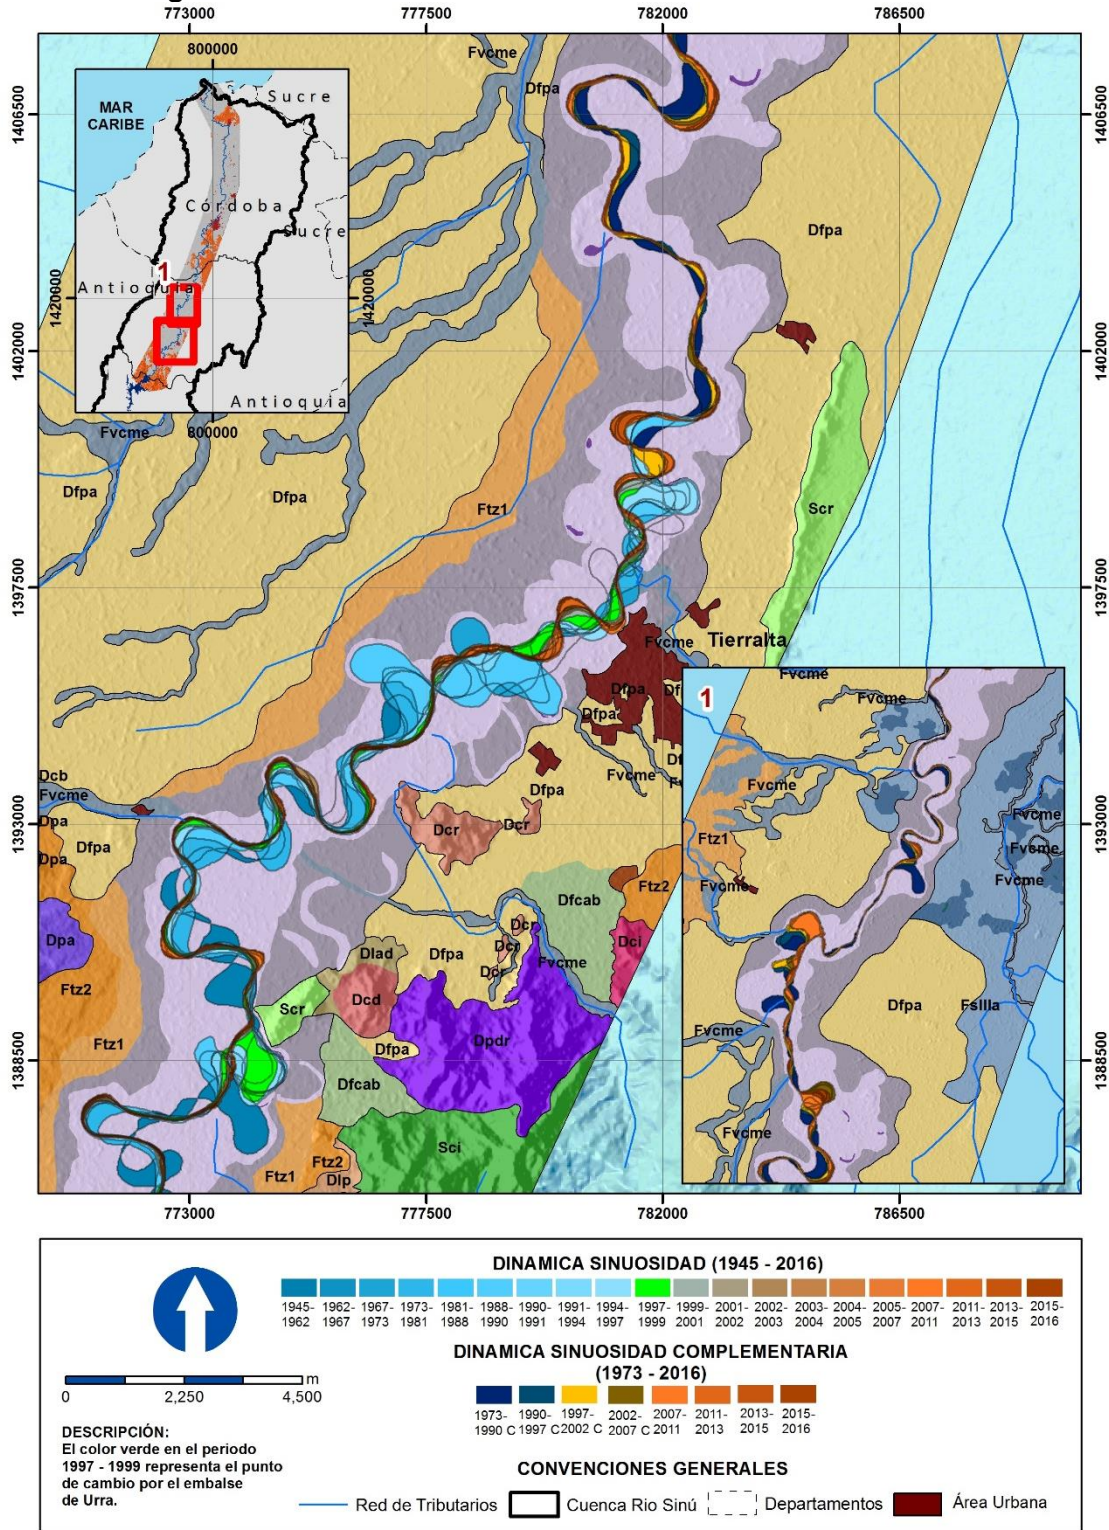 773000 777500 782000 786500
800000
Fvcme
Dfpa
MAR
CARIBE
Sucre
Córdoba
Sucre
1
Antioquia
Antioquia
1420000
1420000
800000
1406500
1406500
Dfpa
1402000
1402000
Fvcme
Dfpa
Dfpa
Ftz1
Scr
1397500
1397500
Tierralta
Fvcme
Dfpa
Dfpa
Fvcme
Dfpa
Fvcme
1
Fvcme
Fvcme
Ftz1
Fvcme
Fvcme
Fvcme
Dfpa
FsIIIa
Fvcme
Fvcme
Dcb
Fvcme
Dpa
Dfpa
Dpa
1393000
1393000
Dcr
Dcr
Ftz2
Dfcab
Dcr
Dcr
Dcr
Fvcme
Dci
Dpa
Dlad
Dfpa
Ftz2
Dcd
Scr
Ftz1
Dfpa
Dpdr
1388500
1388500
Dfcab
Sci
Ftz2
Ftz1
Dlp
773000 777500 782000 786500
DINAMICA SINUOSIDAD (1945 - 2016)
1945- 1962- 1967- 1973- 1981- 1988- 1990- 1991- 1994- 1997- 1999- 2001- 2002- 2003- 2004- 2005- 2007- 2011- 2013- 2015-
1962 1967 1973 1981 1988 1990 1991 1994 1997 1999 2001 2002 2003 2004 2005 2007 2011 2013 2015 2016
DINAMICA SINUOSIDAD COMPLEMENTARIA
(1973 - 2016)
1973- 1990- 1997- 2002- 2007- 2011- 2013- 2015-
1990 C 1997 C 2002 C 2007 C 2011 2013 2015 2016
0 2,250 4,500 m
DESCRIPCIÓN:
El color verde en el periodo
1997 - 1999 representa el punto
de cambio por el embalse
de Urra.
CONVENCIONES GENERALES
Red de Tributarios Cuenca Rio Sinú Departamentos Área Urbana